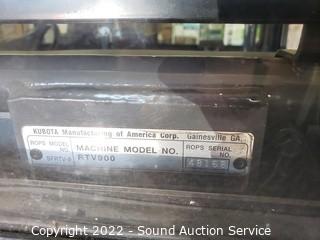 KUBOTA Manufacturing of America Corp. Gainesville GA.
ROPS MODEL NO. MACHINE MODEL NO. ROPS SERIAL NO.
RTV900
Copyright 2022 - Sound Auction Service